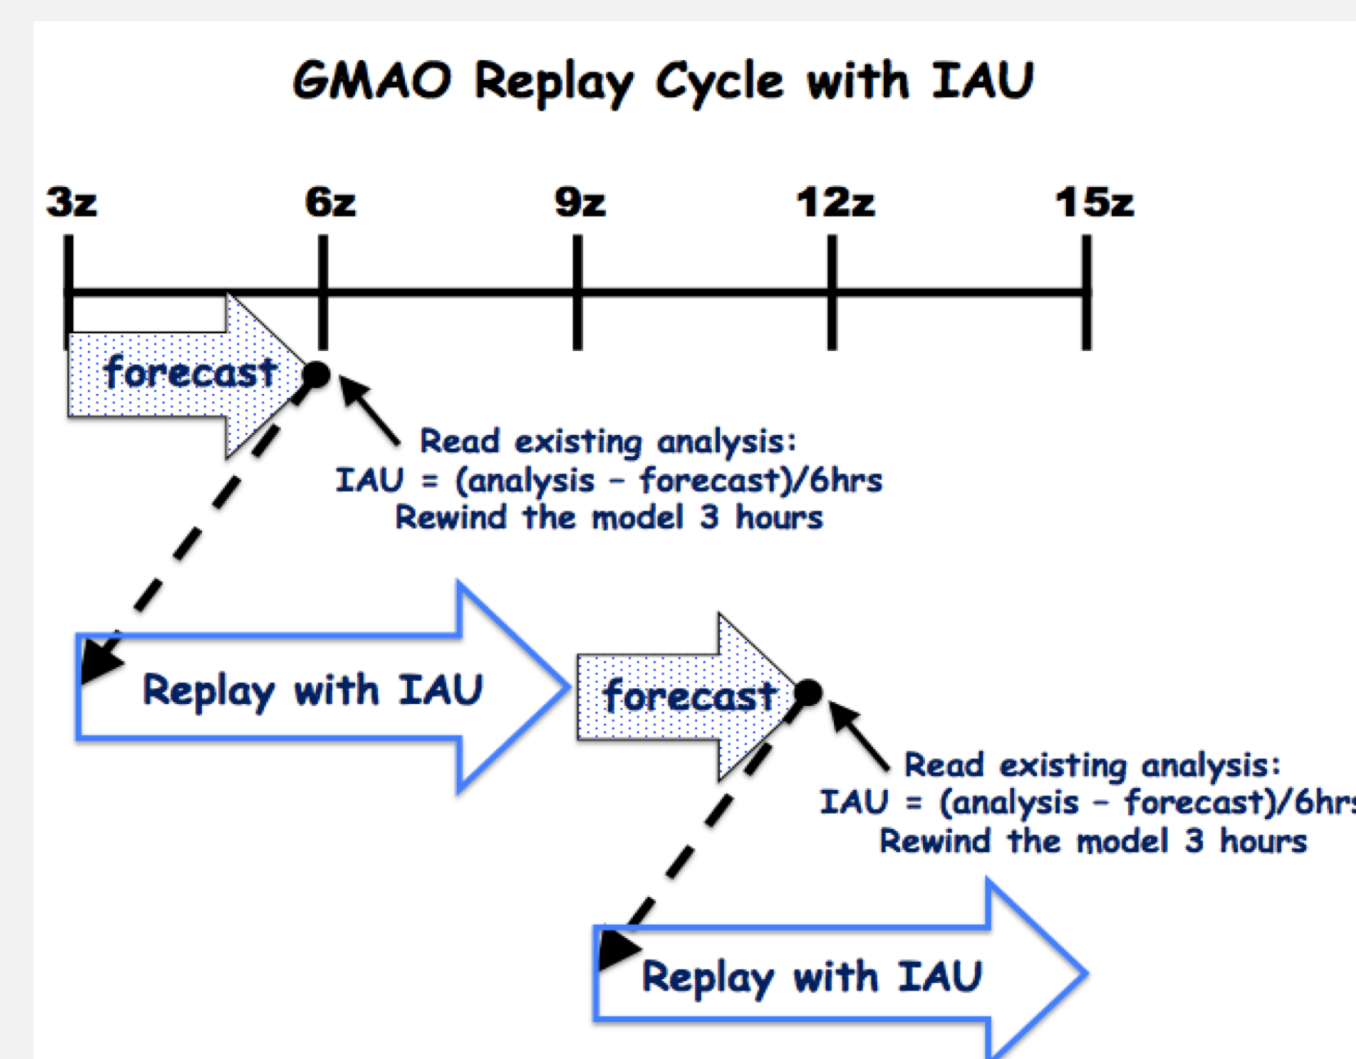 GMAO Replay Cycle with IAU
3z 6z 9z 12z 15z
forecast
Read existing analysis:
IAU = (analysis – forecast)/6hrs
Rewind the model 3 hours
Replay with IAU
forecast
Read existing analysis:
IAU = (analysis – forecast)/6hrs
Rewind the model 3 hours
Replay with IAU